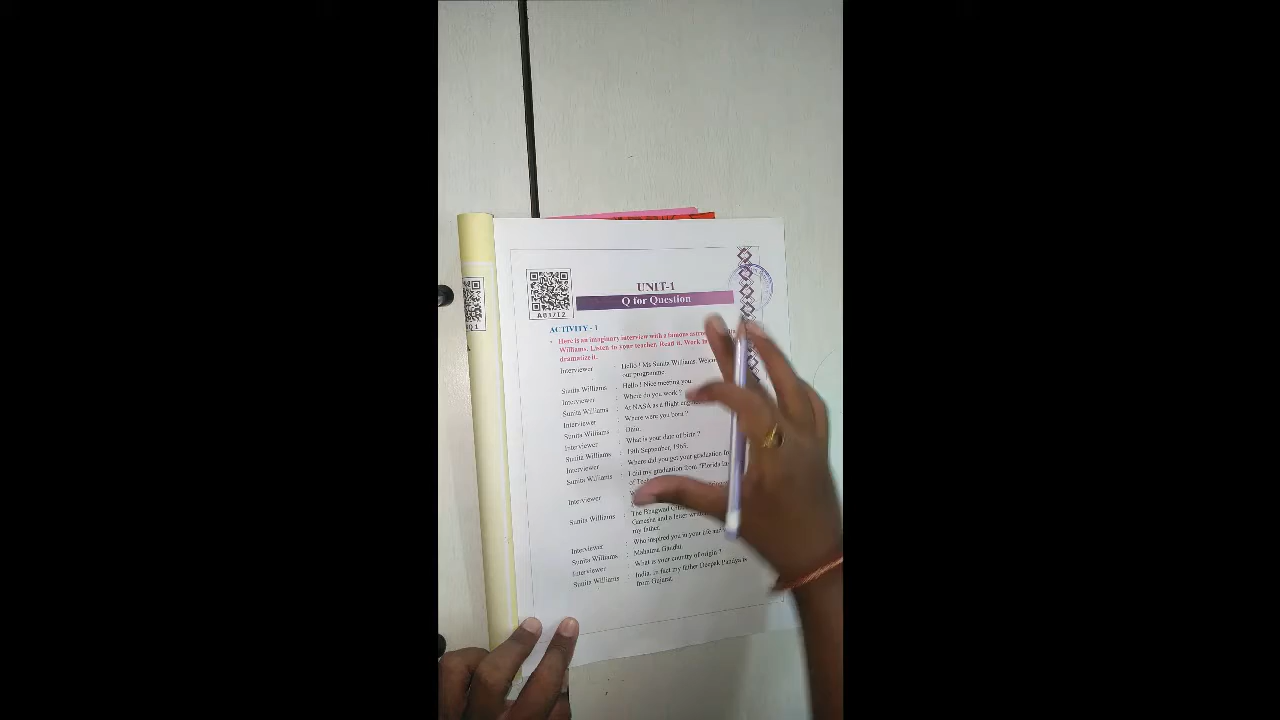 UNIT-1
Q for Question
A81712
ACTIVITY - 1
Here is an imaginary interview with a famous
Williams. Listen to your teacher. Read it. Work in
dramatize it.
Interviewer : Hello ! Ms Sunita Williams.
our programme
Sunita Williams : Hello ! Nice meeting you.
Interviewer : Where do you work ?
Sunita Williams : At NASA as a flight
Interviewer : Where were you born ?
Sunita Williams : Ohio.
Interviewer : What is your date of birth ?
Sunita Williams : 19th September, 1965.
Interviewer : Where did you get your graduation
Sunita Williams : I did my graduation from "Florida
of
Interviewer :
Sunita Williams : The Bhagwad
Ganesha and a letter
my father.
Interviewer : Who inspired you in your life
Sunita Williams : Mahatma Gandhi.
Interviewer : What is your country of origin ?
Sunita Williams : India, in fact my father Deepak Pandya is
from Gujarat.